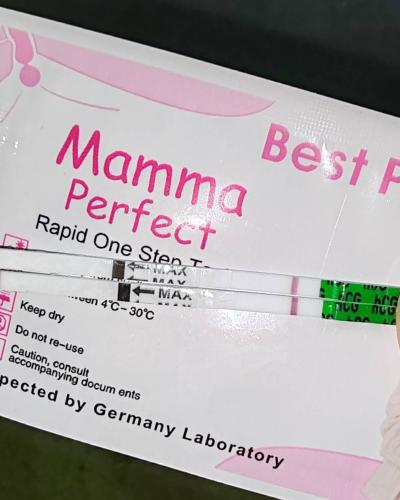 Best
Mamma
Perfect
Rapid One Step
MAX
MAX
hCG hCG
4°C-30°C
Keep dry
Do not re-use
Caution, consult
accompanying docum ents
pected by Germany Laboratory